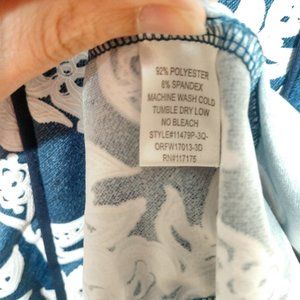 92% POLYESTER
8% SPANDEX
MACHINE WASH COLD
TUMBLE DRY LOW
NO BLEACH
STYLE#11479P-3Q-
ORFW17013-3D
RN#117175